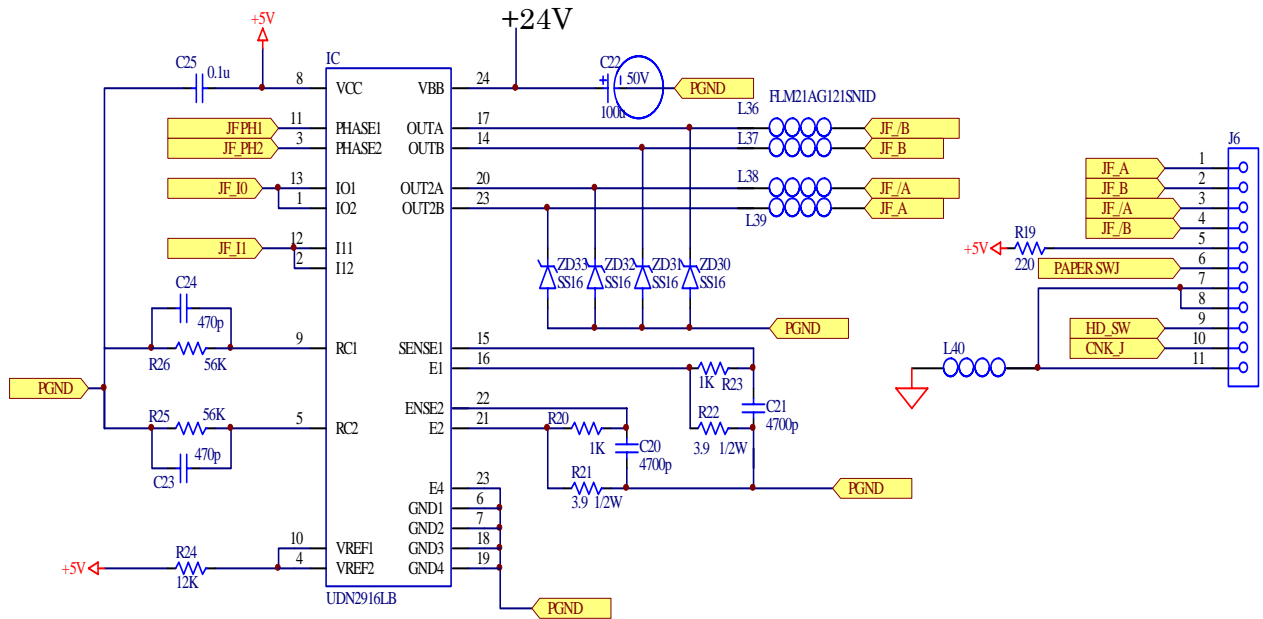 +24V
+5V
IC
C25
0.1u
8
VCC
VBB
24
C22
+
50V
100u
PGND
FLM21AG121SNID
JFPH1
11
PHASE1
OUTA
17
L36
JF_/B
JF_PH2
3
PHASE2
OUTB
14
L37
JF_B
JF_I0
13
IO1
OUT2A
20
L38
JF_/A
1
IO2
OUT2B
23
L39
JF_A
JF_I1
12
I11
2
I12
ZD33
SS16
ZD32
SS16
ZD31
SS16
ZD30
SS16
PGND
C24
470p
R26
56K
9
RC1
SENSE1
15
E1
16
1K
R23
C21
4700p
R22
3.9
1/2W
PGND
R25
56K
5
RC2
470p
C23
ENSE2
22
E2
21
R20
1K
C20
4700p
R21
3.9
1/2W
PGND
E4
23
GND1
6
GND2
7
GND3
18
GND4
19
PGND
+5V
R24
12K
10
VREF1
4
VREF2
UDN2916LB
J6
JF_A
1
JF_B
2
JF_/A
3
JF_/B
4
+5V
R19
220
5
PAPER SWJ
6
7
8
HD_SW
9
CNK_J
10
L40
11